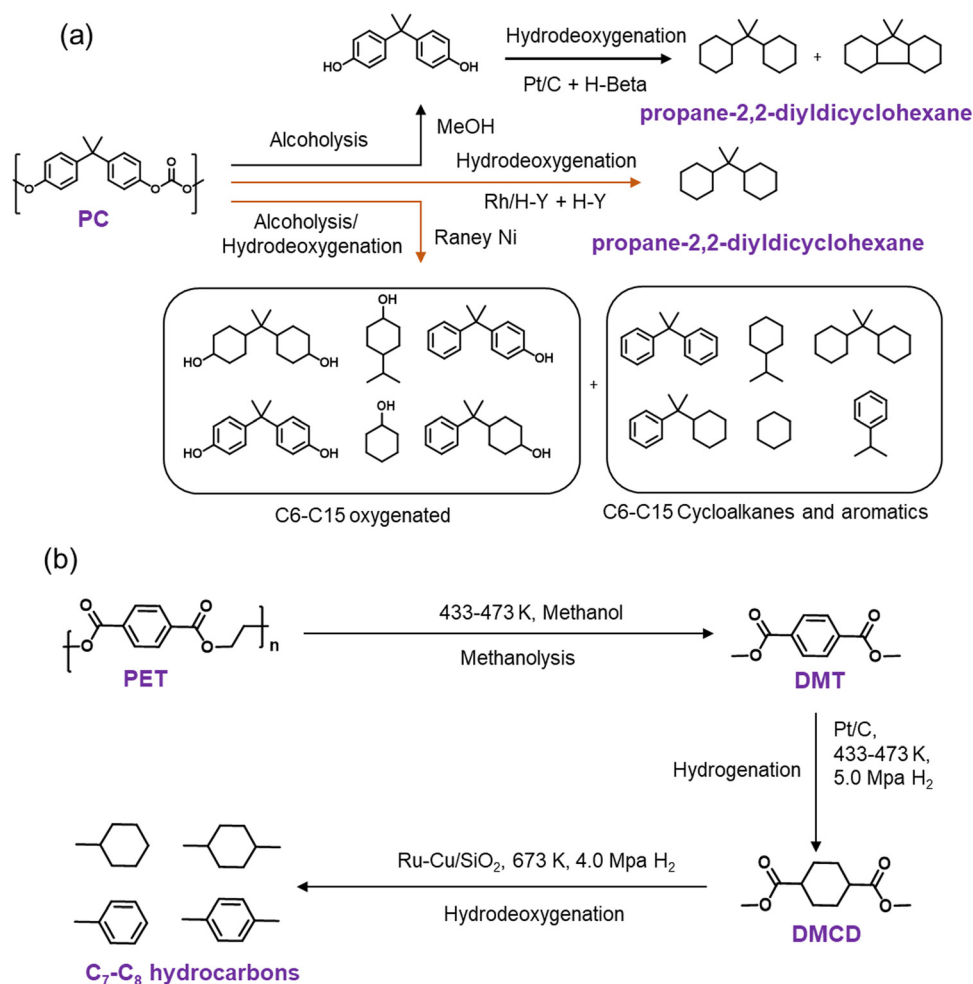 (a)
HO
OH
Hydrodeoxygenation
Pt/C + H-Beta
+
propane-2,2-diyldicyclohexane
Alcoholysis
MeOH
Hydrodeoxygenation
Rh/H-Y + H-Y
O
O
O
O
PC
Alcoholysis/
Hydrodeoxygenation
Raney Ni
propane-2,2-diyldicyclohexane
HO
OH
OH
OH
+
HO
OH
OH
OH
C6-C15 oxygenated
C6-C15 Cycloalkanes and aromatics
(b)
O
O
O
O
n
PET
433-473 K, Methanol
Methanolysis
O
O
O
O
DMT
Pt/C,
433-473 K,
5.0 Mpa H₂
Hydrogenation
Ru-Cu/SiO₂, 673 K, 4.0 Mpa H₂
Hydrodeoxygenation
O
O
O
O
DMCD
C₇-C₈ hydrocarbons